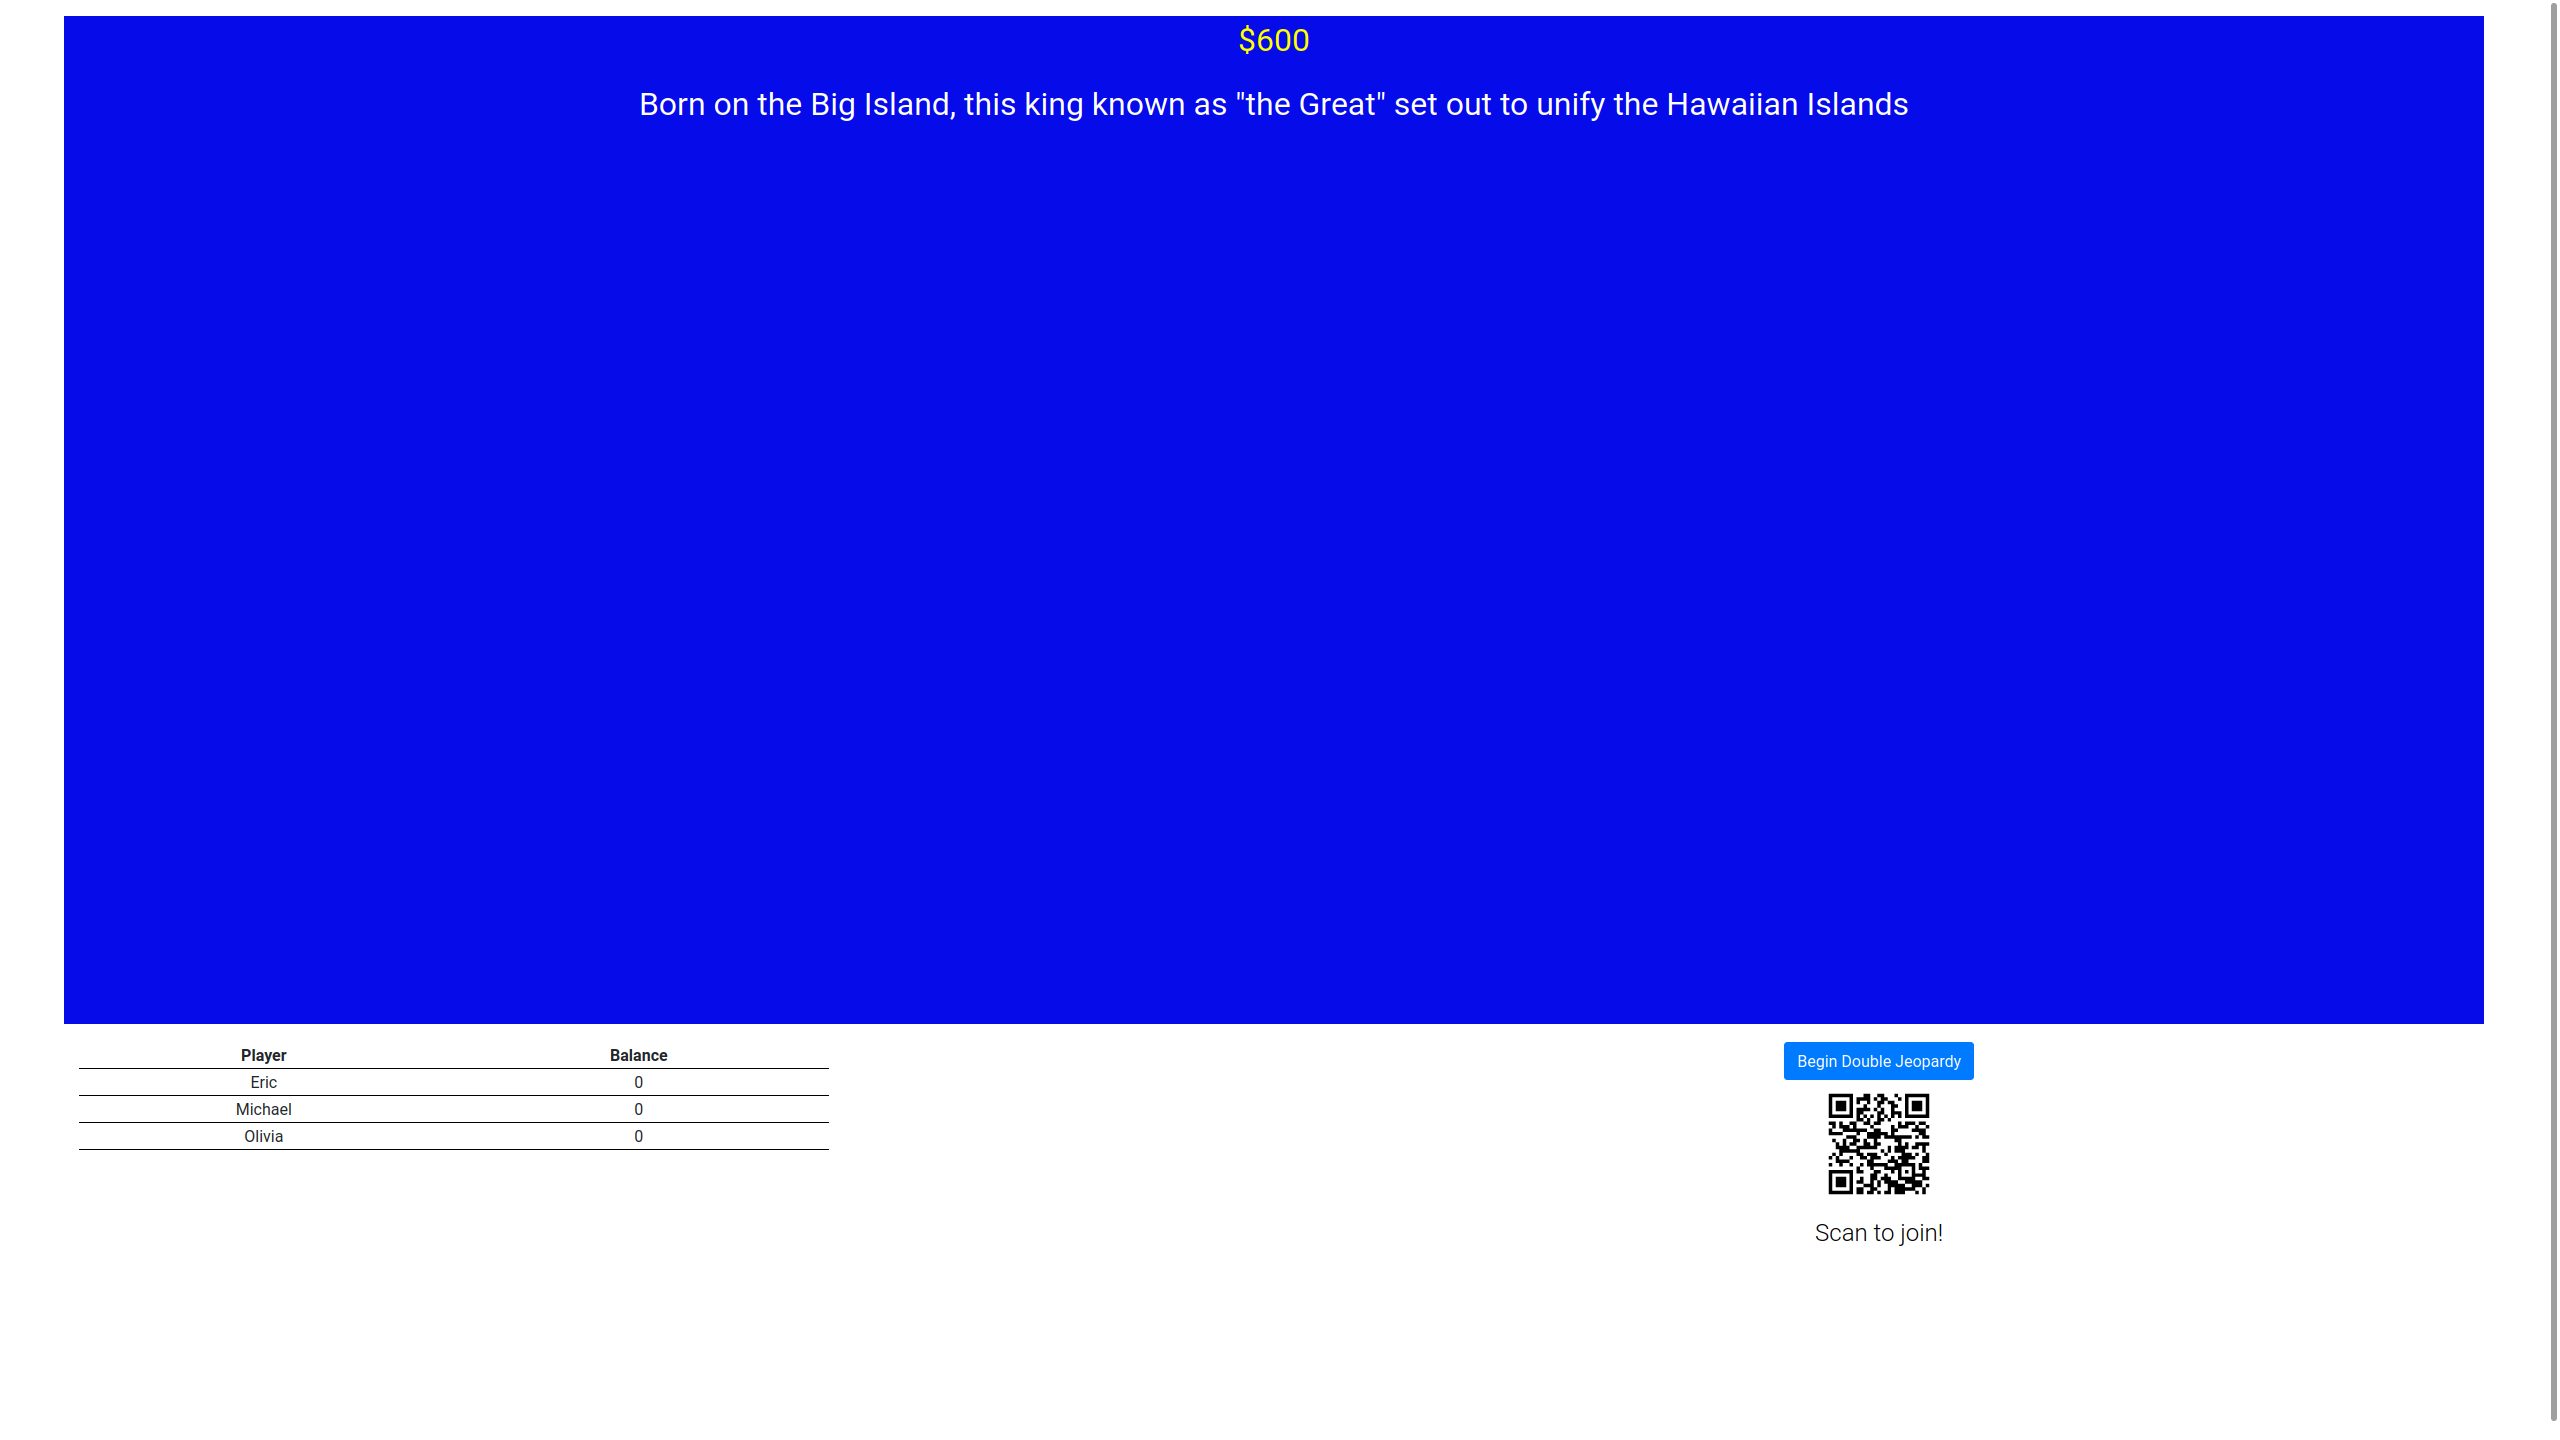 $600
Born on the Big Island, this king known as "the Great" set out to unify the Hawaiian Islands
Player Balance
Eric 0
Michael 0
Olivia 0
Begin Double Jeopardy
Scan to join!